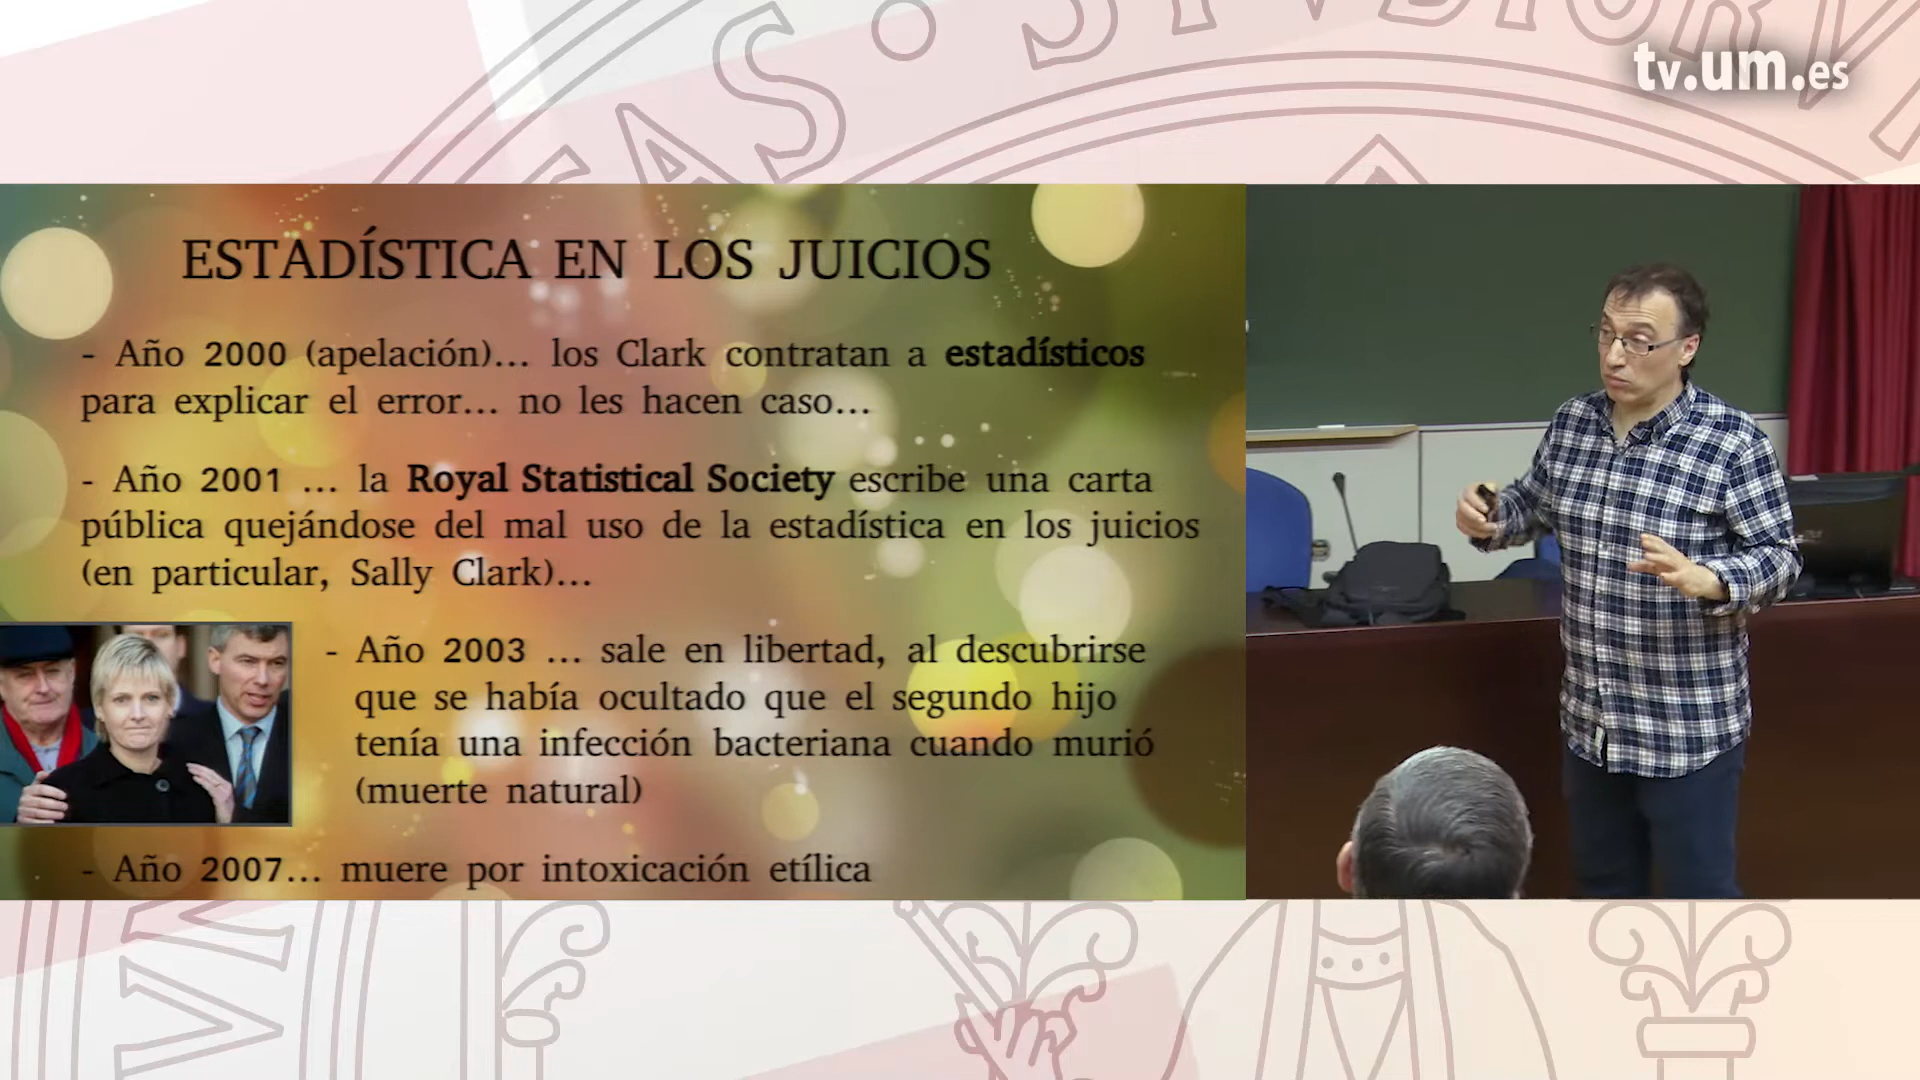 AS · STVDIORV
tv.um.es
ESTADÍSTICA EN LOS JUICIOS
- Año 2000 (apelación)... los Clark contratan a estadísticos
para explicar el error... no les hacen caso...
- Año 2001 ... la Royal Statistical Society escribe una carta
pública quejándose del mal uso de la estadística en los juicios
(en particular, Sally Clark)...
- Año 2003 ... sale en libertad, al descubrirse
que se había ocultado que el segundo hijo
tenía una infección bacteriana cuando murió
(muerte natural)
- Año 2007... muere por intoxicación etílica